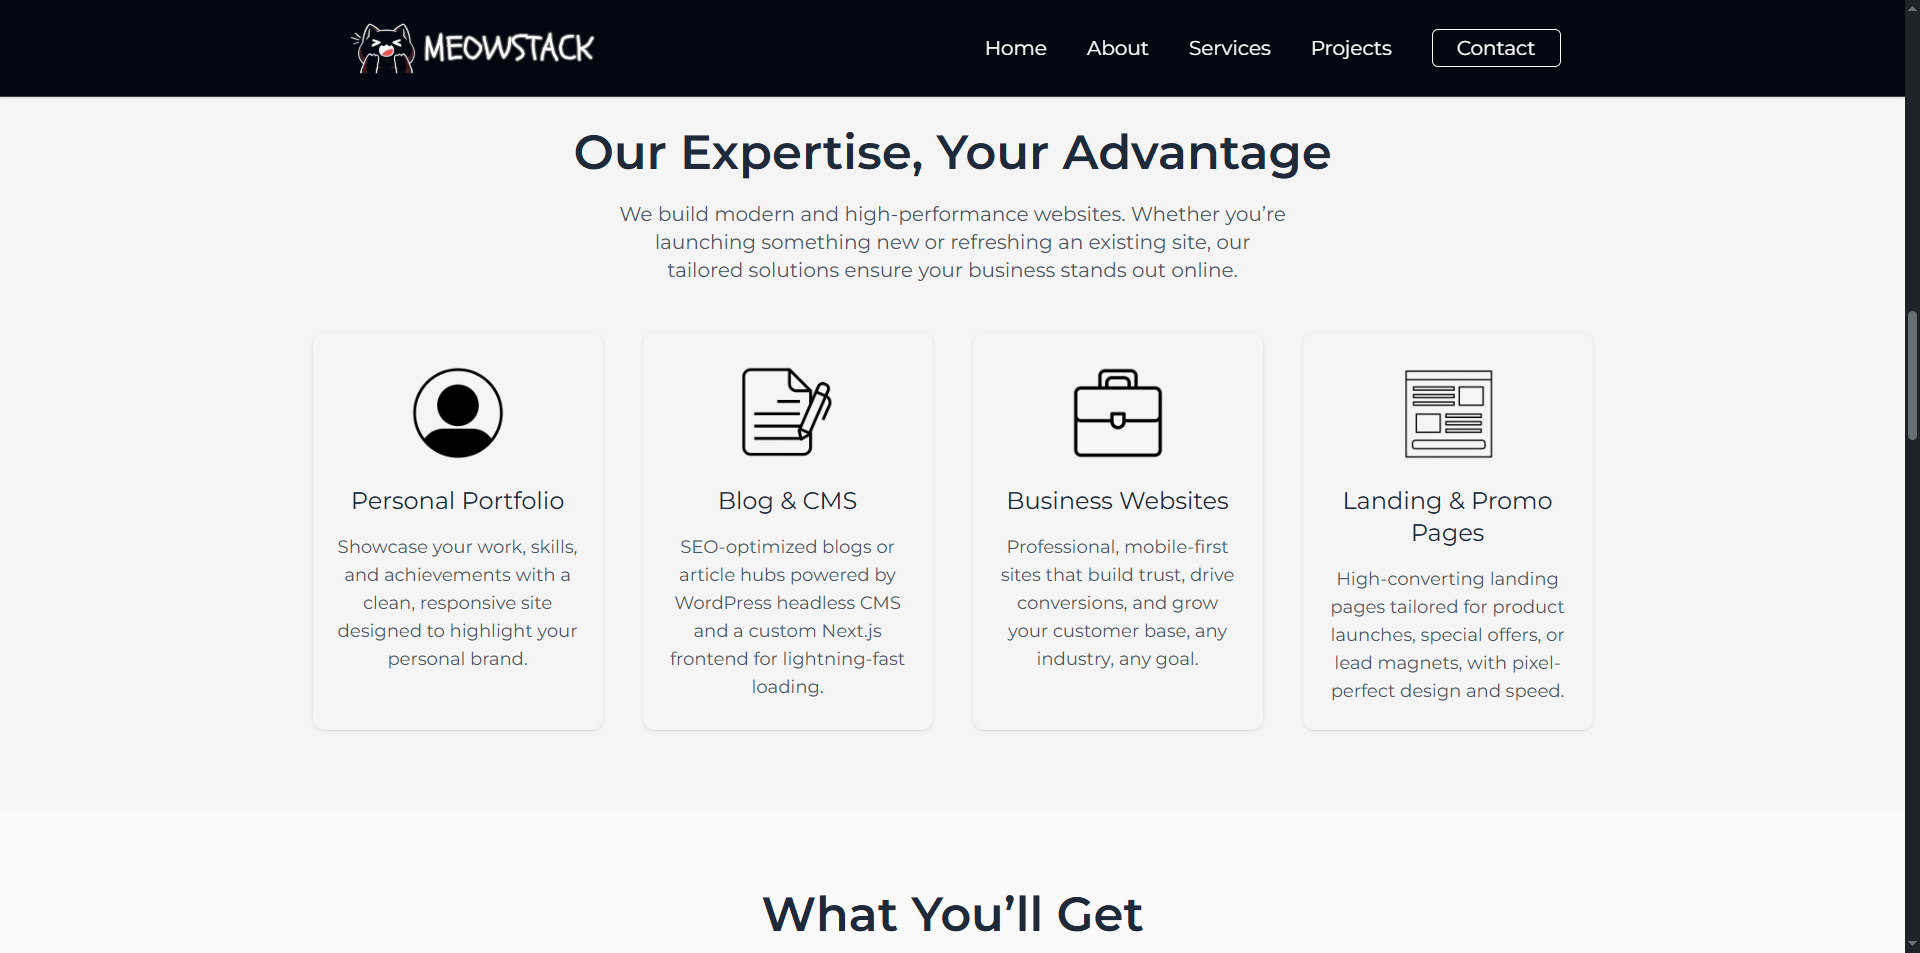 MEOWSTACK
Home About Services Projects Contact
Our Expertise, Your Advantage
We build modern and high-performance websites. Whether you’re
launching something new or refreshing an existing site, our
tailored solutions ensure your business stands out online.
Personal Portfolio
Showcase your work, skills,
and achievements with a
clean, responsive site
designed to highlight your
personal brand.
Blog & CMS
SEO-optimized blogs or
article hubs powered by
WordPress headless CMS
and a custom Next.js
frontend for lightning-fast
loading.
Business Websites
Professional, mobile-first
sites that build trust, drive
conversions, and grow
your customer base, any
industry, any goal.
Landing & Promo
Pages
High-converting landing
pages tailored for product
launches, special offers, or
lead magnets, with pixel-
perfect design and speed.
What You’ll Get